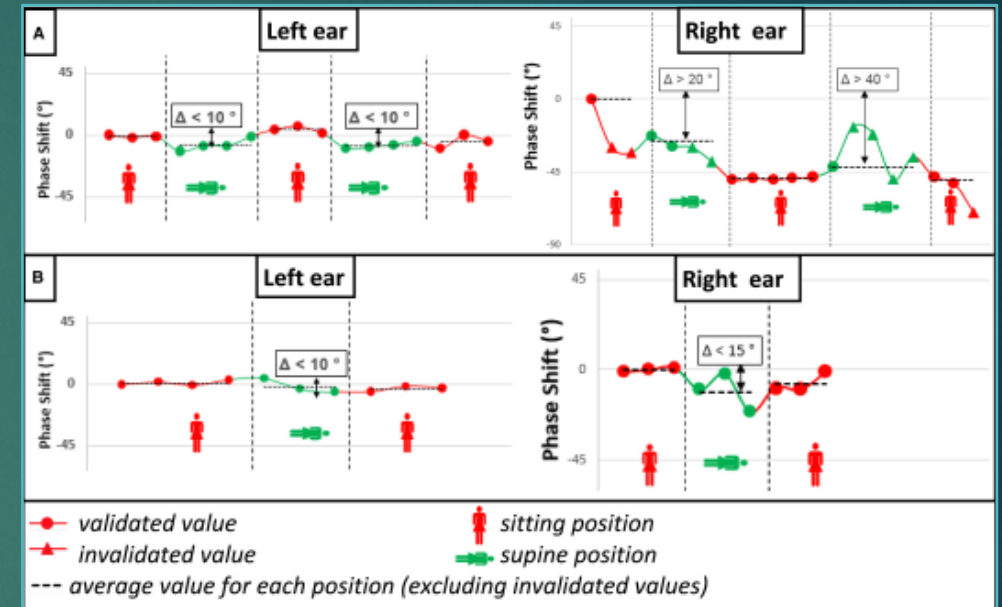 A
Left ear
Right ear
Phase Shift (°)
45
0
-45
Δ < 10 °
Δ < 10 °
Phase Shift (°)
45
0
-45
-90
Δ > 20 °
Δ > 40 °
B
Left ear
Right ear
Phase Shift (°)
45
0
-45
Δ < 10 °
Phase Shift (°)
45
0
-45
Δ < 15 °
validated value
sitting position
invalidated value
supine position
average value for each position (excluding invalidated values)